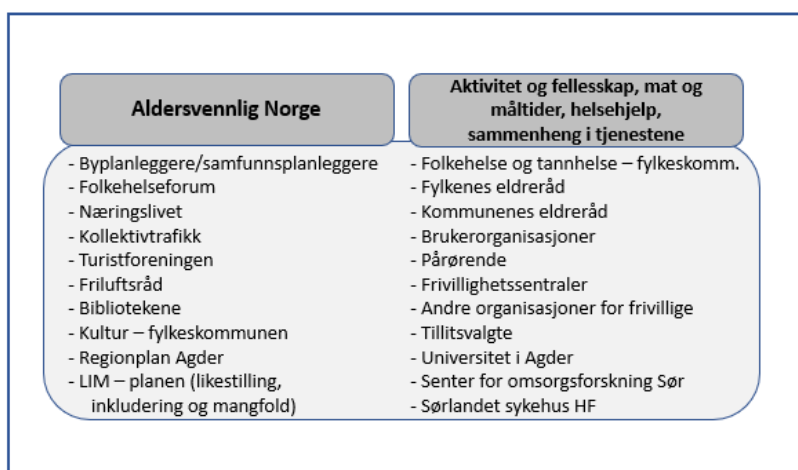 Aldersvennlig Norge
- Byplanleggere/samfunnsplanleggere
- Folkehelseforum
- Næringslivet
- Kollektivtrafikk
- Turistforeningen
- Friluftsråd
- Bibliotekene
- Kultur – fylkeskommunen
- Regionplan Agder
- LIM – planen (likestilling,
inkludering og mangfold)
Aktivitet og fellesskap, mat og
måltider, helsehjelp,
sammenheng i tjenestene
- Folkehelse og tannhelse – fylkeskomm.
- Fylkenes eldreråd
- Kommunenes eldreråd
- Brukerorganisasjoner
- Pårørende
- Frivillighetssentraler
- Andre organisasjoner for frivillige
- Tillitsvalgte
- Universitet i Agder
- Senter for omsorgsforskning Sør
- Sørlandet sykehus HF